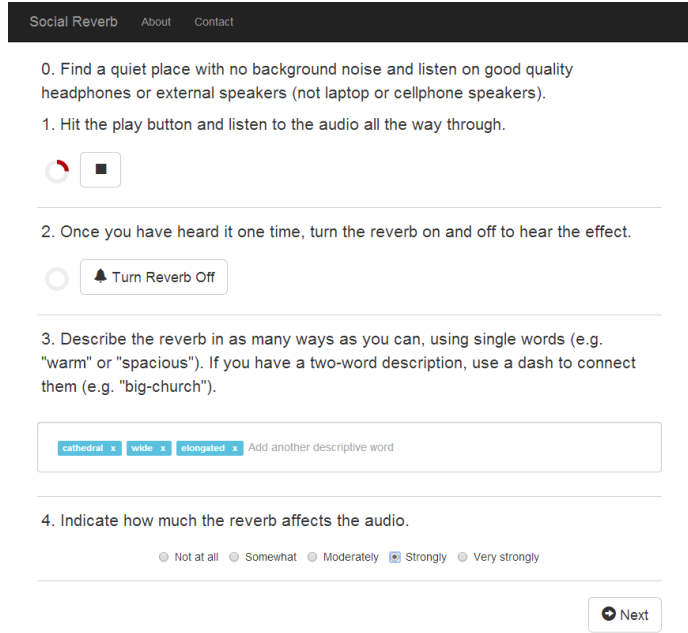 Social Reverb About Contact
0. Find a quiet place with no background noise and listen on good quality
headphones or external speakers (not laptop or cellphone speakers).
1. Hit the play button and listen to the audio all the way through.
2. Once you have heard it one time, turn the reverb on and off to hear the effect.
Turn Reverb Off
3. Describe the reverb in as many ways as you can, using single words (e.g.
"warm" or "spacious"). If you have a two-word description, use a dash to connect
them (e.g. "big-church").
cathedral x wide x elongated x Add another descriptive word
4. Indicate how much the reverb affects the audio.
Not at all Somewhat Moderately Strongly Very strongly
Next